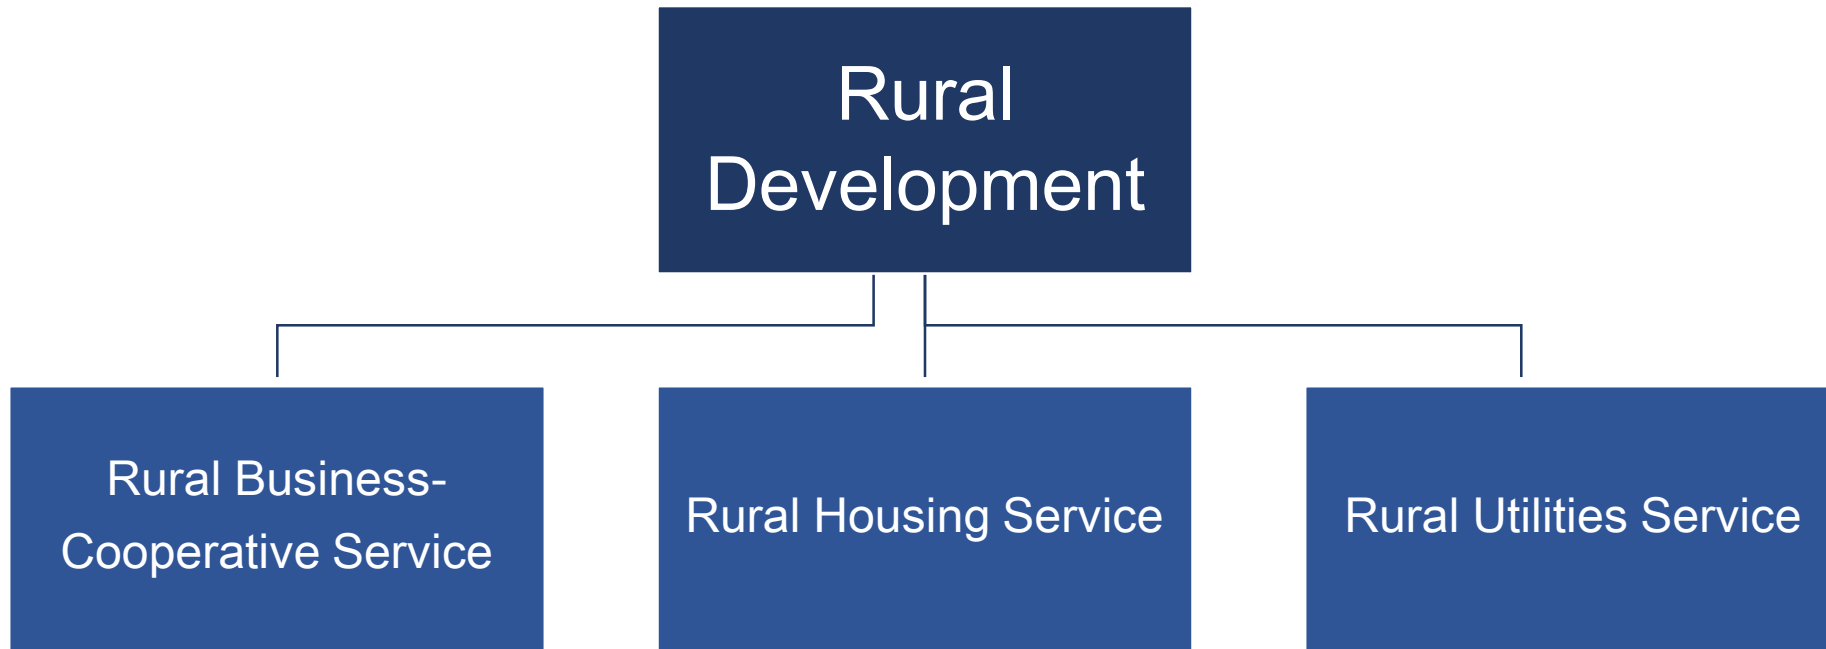 Rural
Development
Rural Business-
Cooperative Service
Rural Housing Service
Rural Utilities Service